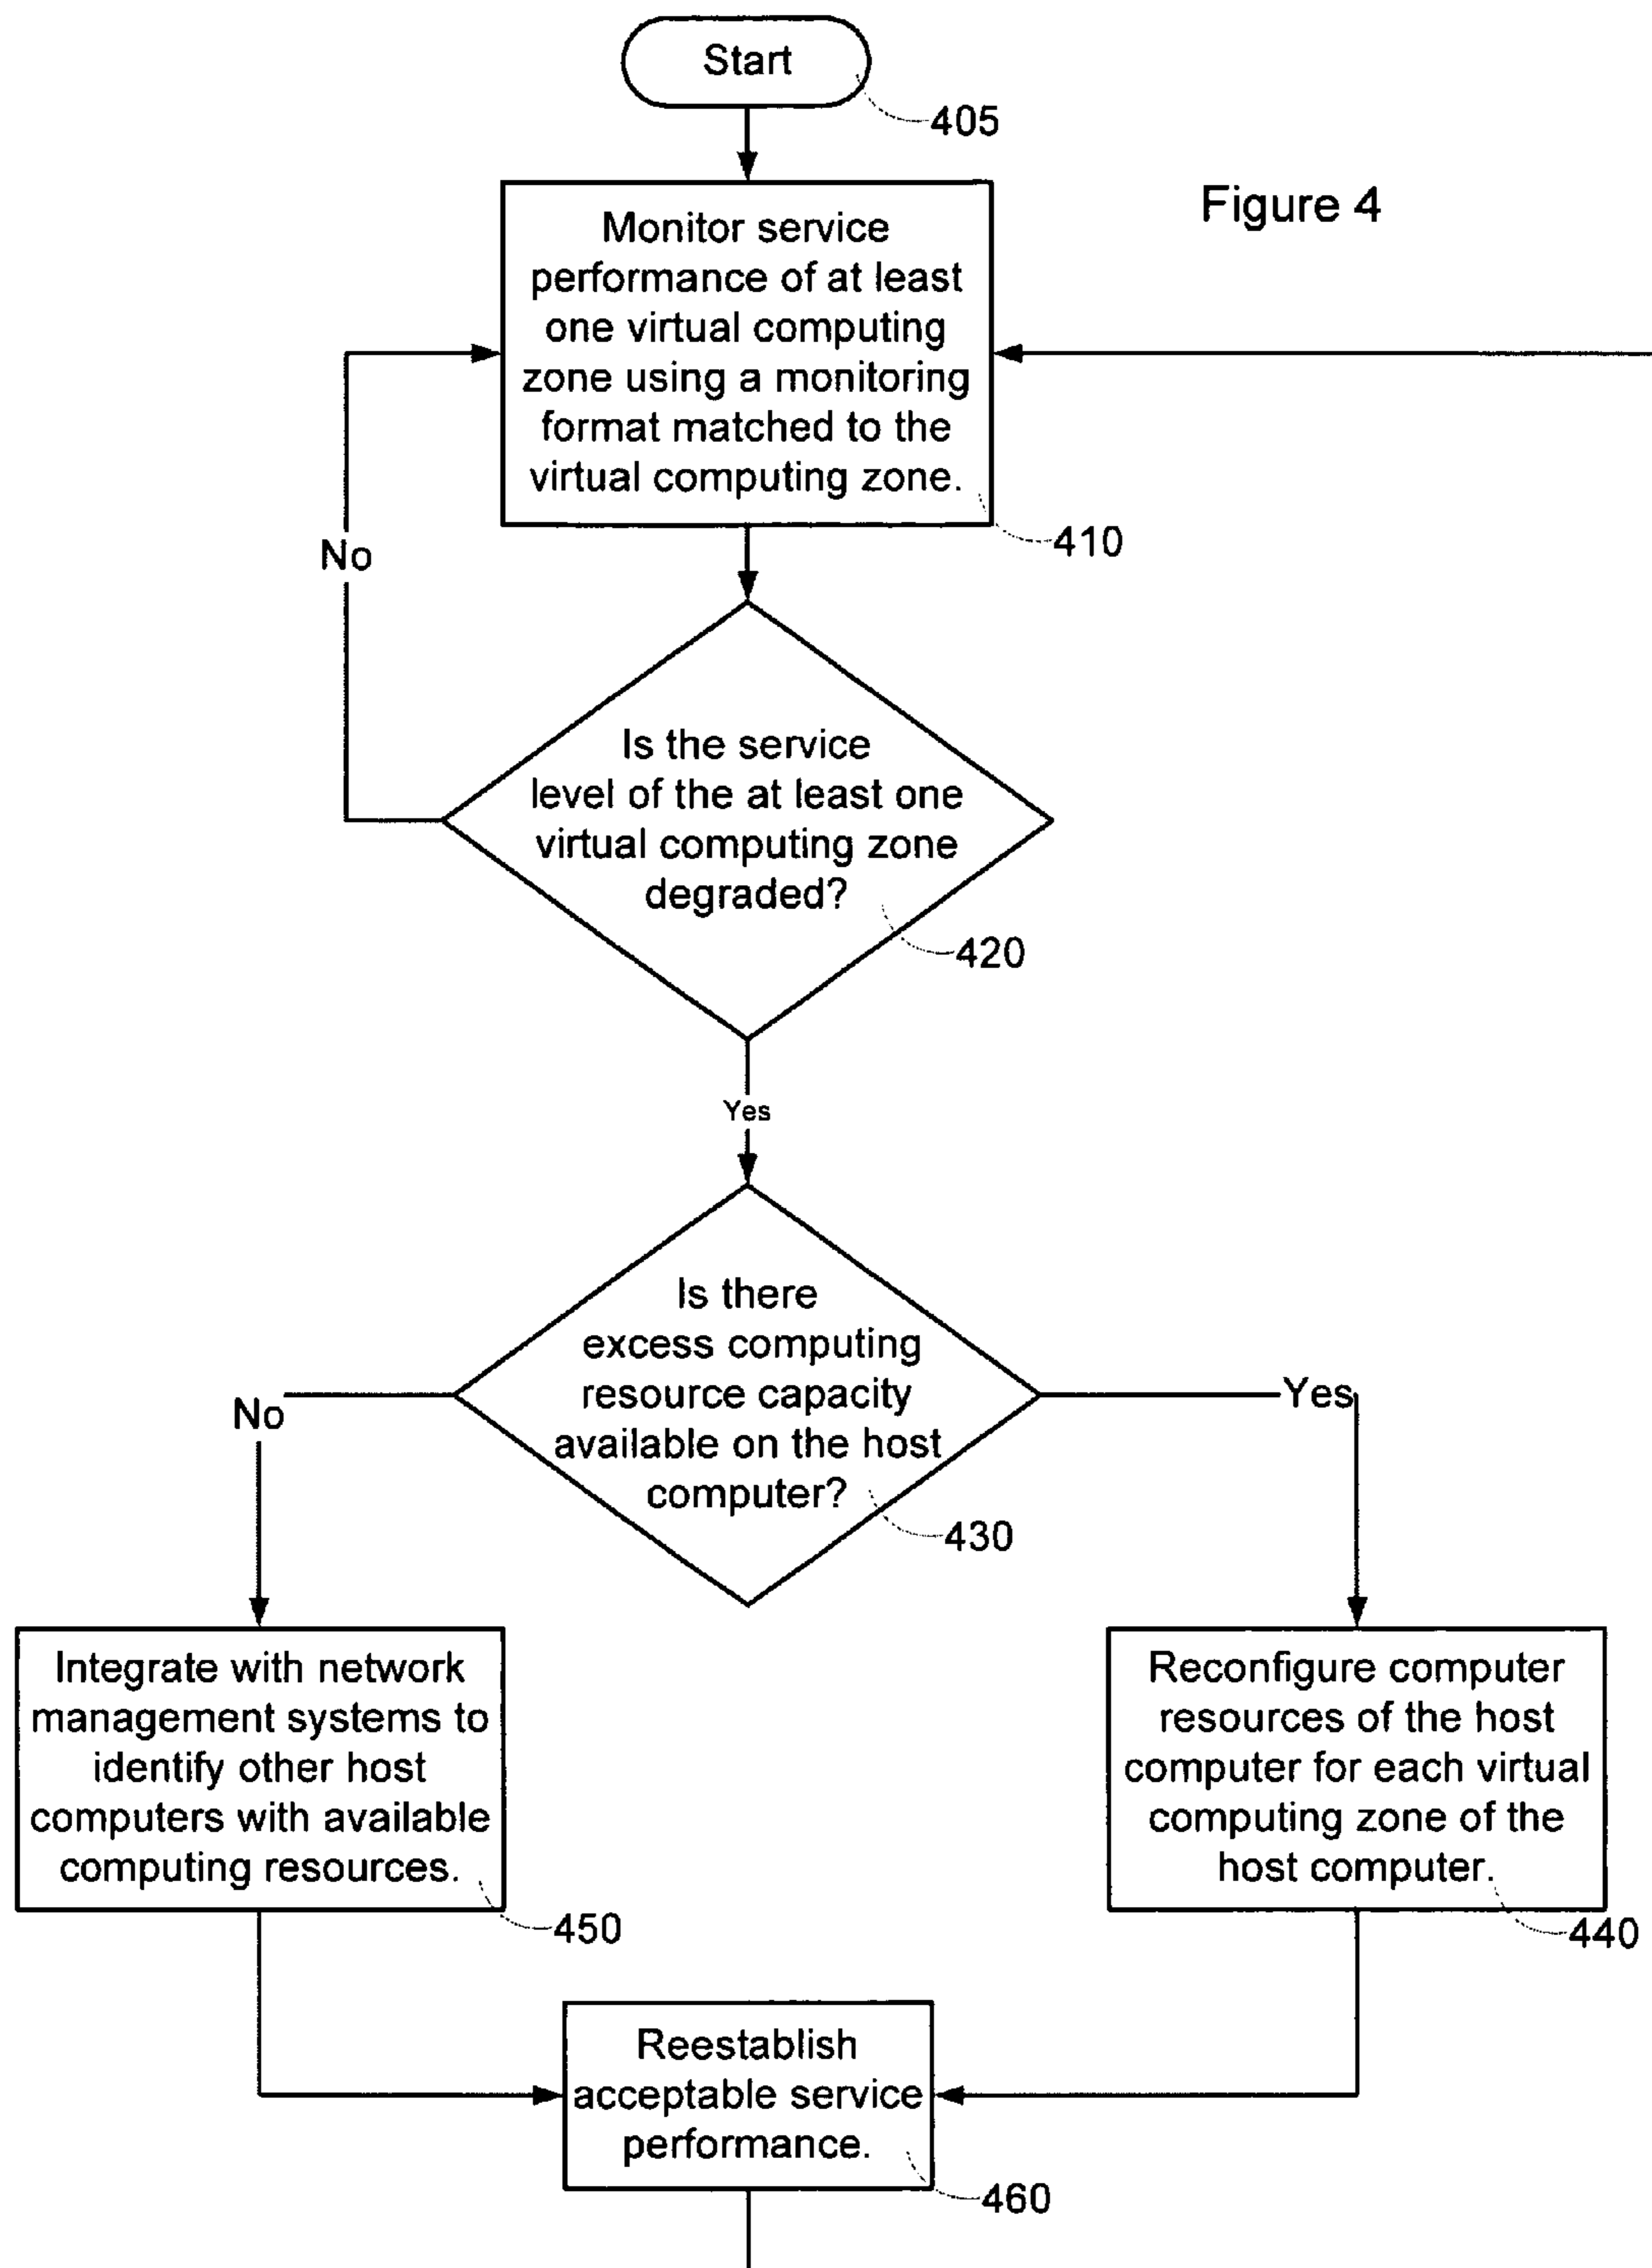 Start
405
Figure 4
Monitor service
performance of at least
one virtual computing
zone using a monitoring
format matched to the
virtual computing zone.
410
No
Is the service
level of the at least one
virtual computing zone
degraded?
420
Yes
Is there
excess computing
resource capacity
available on the host
computer?
430
No
Yes
Integrate with network
management systems to
identify other host
computers with available
computing resources.
450
Reconfigure computer
resources of the host
computer for each virtual
computing zone of the
host computer.
440
Reestablish
acceptable service
performance.
460